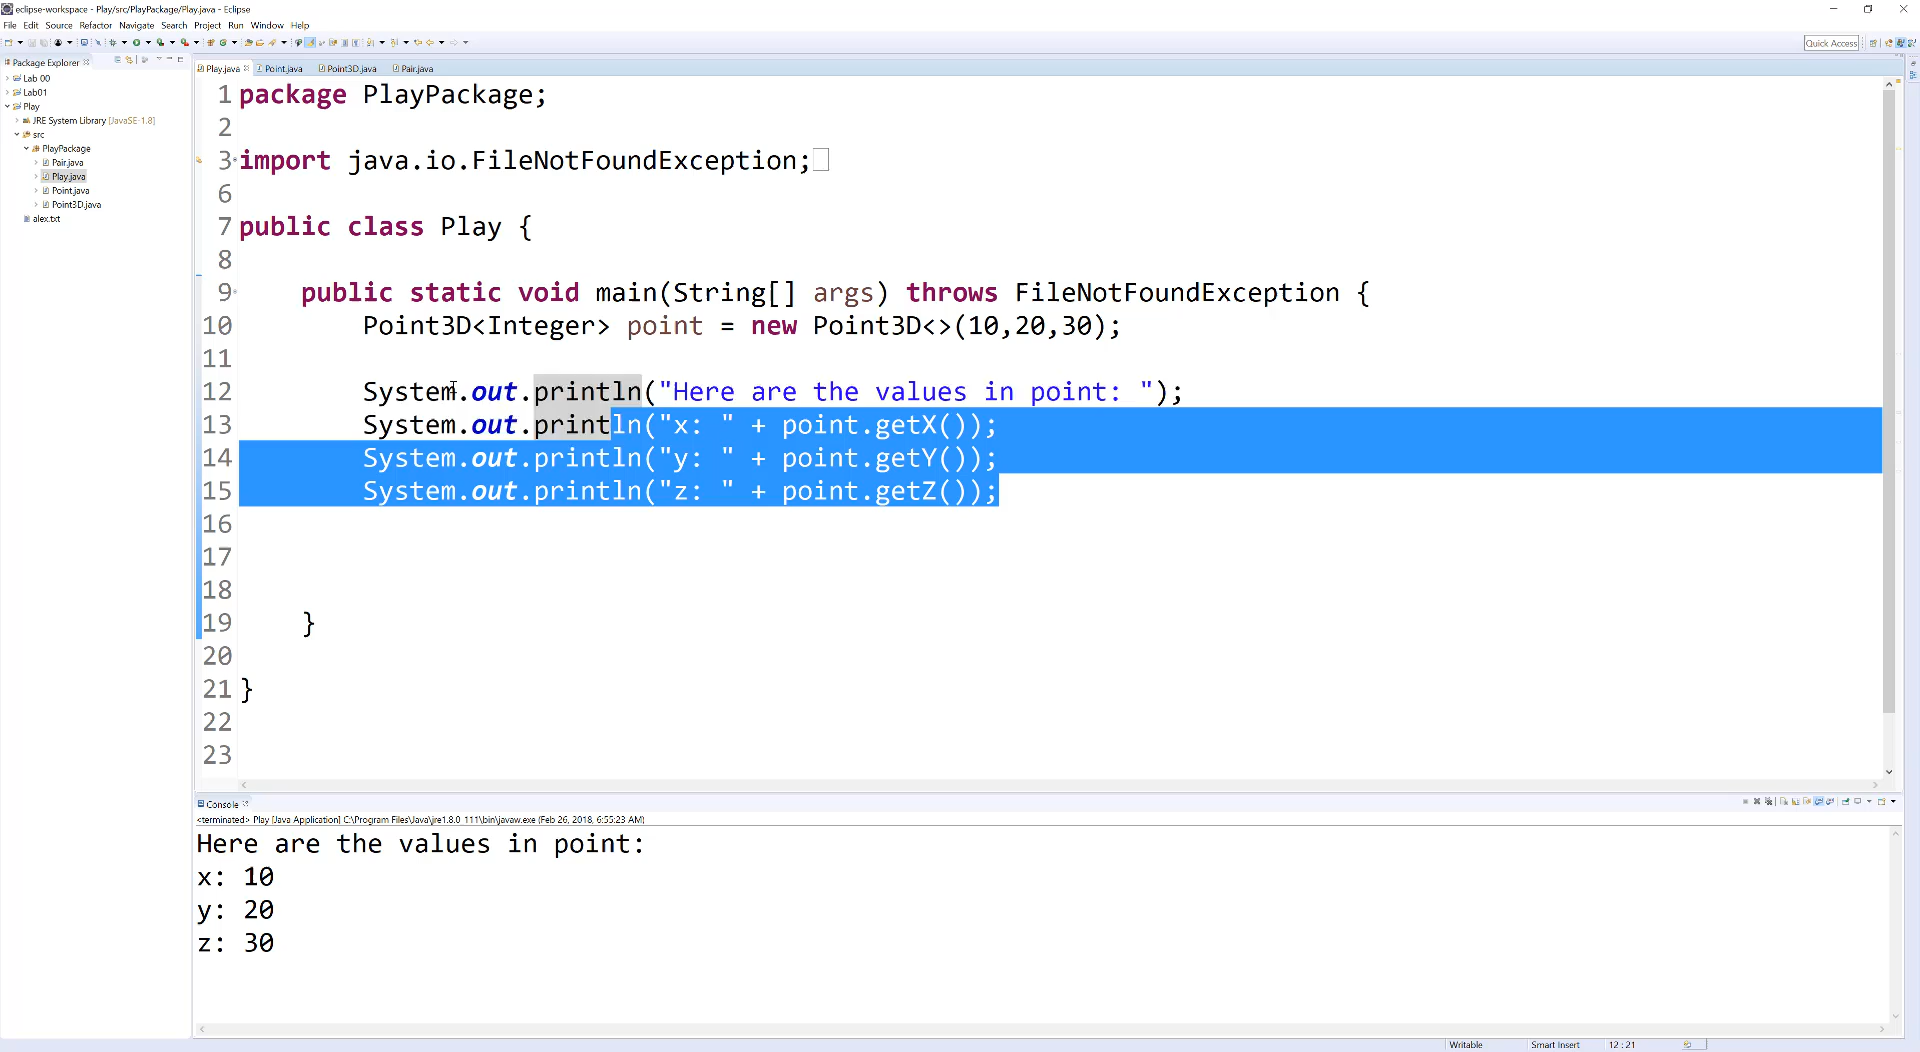 eclipse-workspace - Play/src/PlayPackage/Play.java - Eclipse
File Edit Source Refactor Navigate Search Project Run Window Help
Quick Access
Package Explorer
Lab 00
Lab01
Play
JRE System Library [JavaSE-1.8]
src
PlayPackage
Pair.java
Play.java
Point.java
Point3D.java
alex.txt
Play.java Point.java Point3D.java Pair.java
1 package PlayPackage;
2
3 import java.io.FileNotFoundException;
6
7 public class Play {
8
9 public static void main(String[] args) throws FileNotFoundException {
10 Point3D<Integer> point = new Point3D<>(10,20,30);
11
12 System.out.println("Here are the values in point: ");
13 System.out.println("x: " + point.getX());
14 System.out.println("y: " + point.getY());
15 System.out.println("z: " + point.getZ());
16
17
18
19 }
20
21 }
22
23
Console
<terminated> Play [Java Application] C:\Program Files\Java\jre1.8.0_111\bin\javaw.exe (Feb 26, 2018, 6:55:23 AM)
Here are the values in point:
x: 10
y: 20
z: 30
Writable Smart Insert 12 : 21